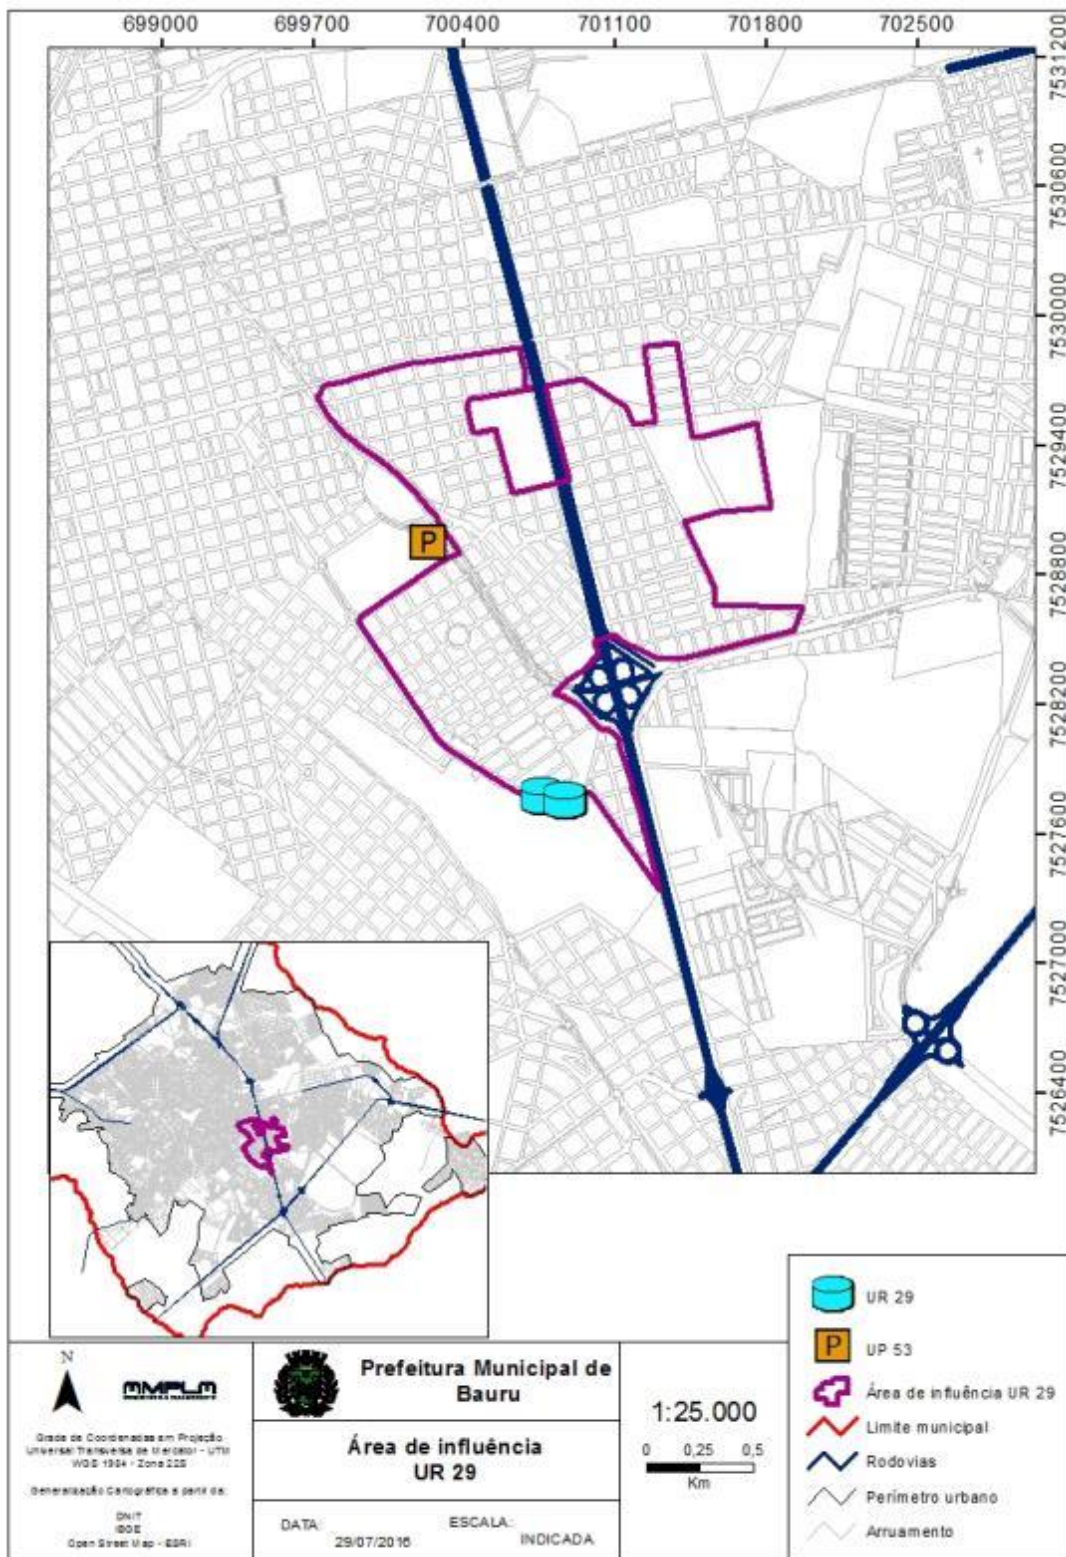 699000 699700 700400 701100 701800 702500
7531200
7530600
7530000
7529400
7528800
7528200
7527600
7527000
7526400
P
UR 29
P
UP 53
Área de influência UR 29
Limite municipal
Rodovias
Perímetro urbano
Arruamento
N
MMPLM
Grade de Coordenadas em Projeção
Universal Transversa de Mercator - UTM
WGS 1984 - Zona 22S
Generalização Cartográfica a partir de:
DNIT
IBGE
Open Street Map - ESRI
Prefeitura Municipal de
Bauru
Área de influência
UR 29
DATA:
29/07/2016
ESCALA:
INDICADA
1:25.000
0 0,25 0,5
Km